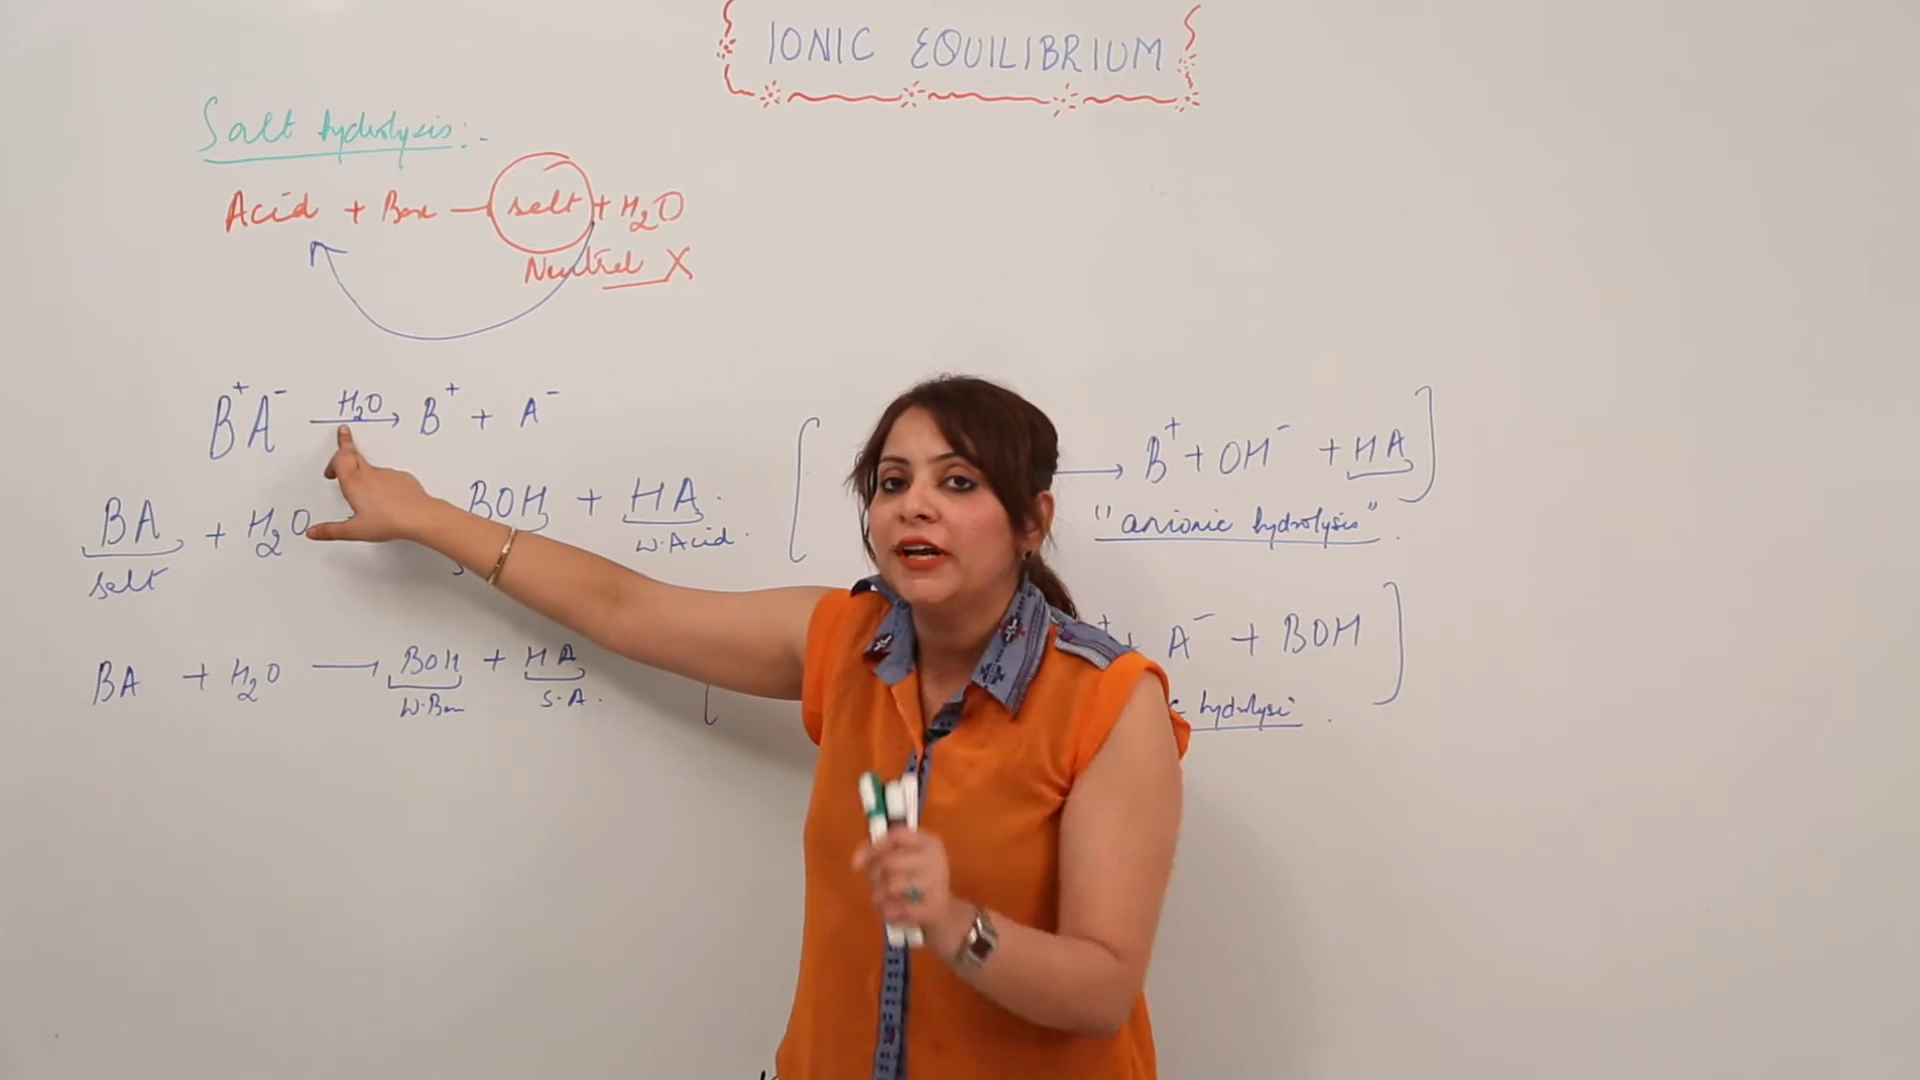 IONIC EQUILIBRIUM
Salt hydrolysis:-
Acid + Base — salt + H₂O
Neutral X
B⁺A⁻ —H₂O→ B⁺ + A⁻
BA + H₂O BOH + HA.
salt W.Acid.
→ B⁺ + OH⁻ + HA
"anionic hydrolysis".
BA + H₂O → BOH + HA
W.Base S.A.
+ A⁻ + BOH
hydrolysis.